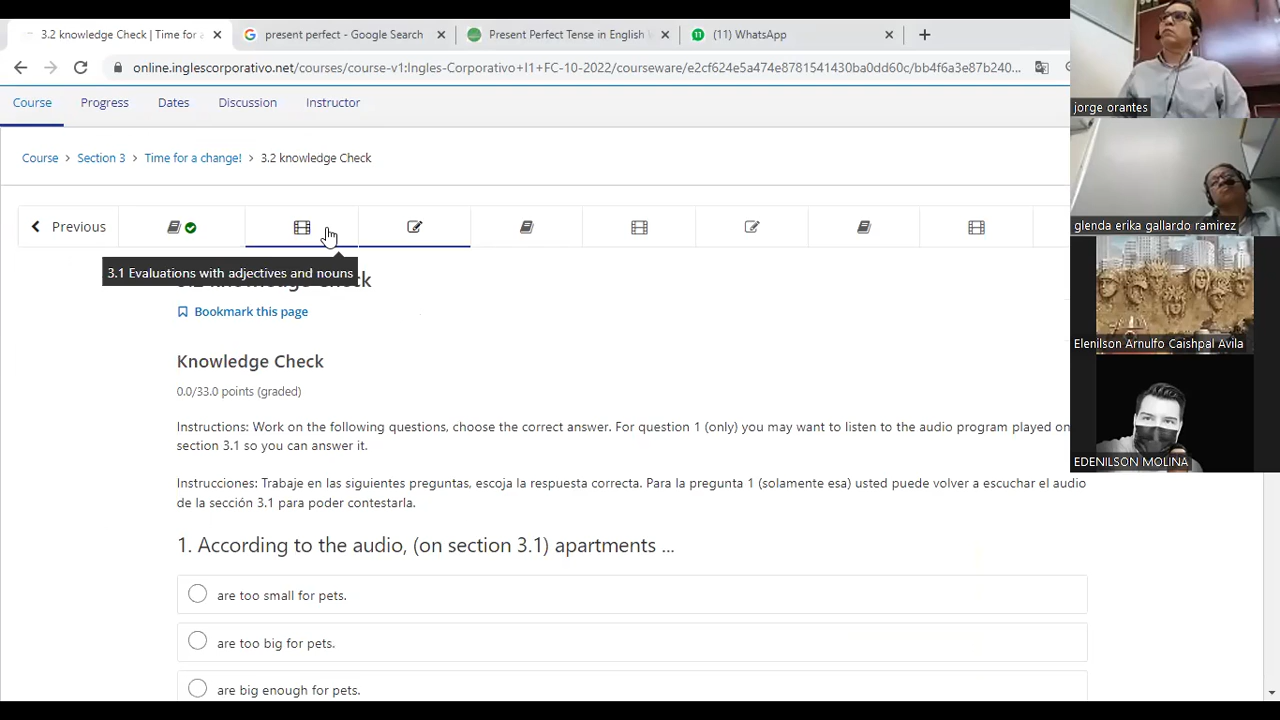 3.2 knowledge Check | Time for a
present perfect - Google Search
Present Perfect Tense in English
(11) WhatsApp
online.inglescorporativo.net/courses/course-v1:Ingles-Corporativo+I1+FC-10-2022/courseware/e2cf624e5a474e8781541430ba0dd60c/bb4f6a3e87b240...
Course
Progress
Dates
Discussion
Instructor
Course > Section 3 > Time for a change! > 3.2 knowledge Check
Previous
3.1 Evaluations with adjectives and nouns
3.2 knowledge Check
Bookmark this page
Knowledge Check
0.0/33.0 points (graded)
Instructions: Work on the following questions, choose the correct answer. For question 1 (only) you may want to listen to the audio program played on
section 3.1 so you can answer it.
Instrucciones: Trabaje en las siguientes preguntas, escoja la respuesta correcta. Para la pregunta 1 (solamente esa) usted puede volver a escuchar el audio
de la sección 3.1 para poder contestarla.
1. According to the audio, (on section 3.1) apartments ...
are too small for pets.
are too big for pets.
are big enough for pets.
jorge orantes
glenda erika gallardo ramirez
Elenilson Arnulfo Caishpal Avila
EDENILSON MOLINA